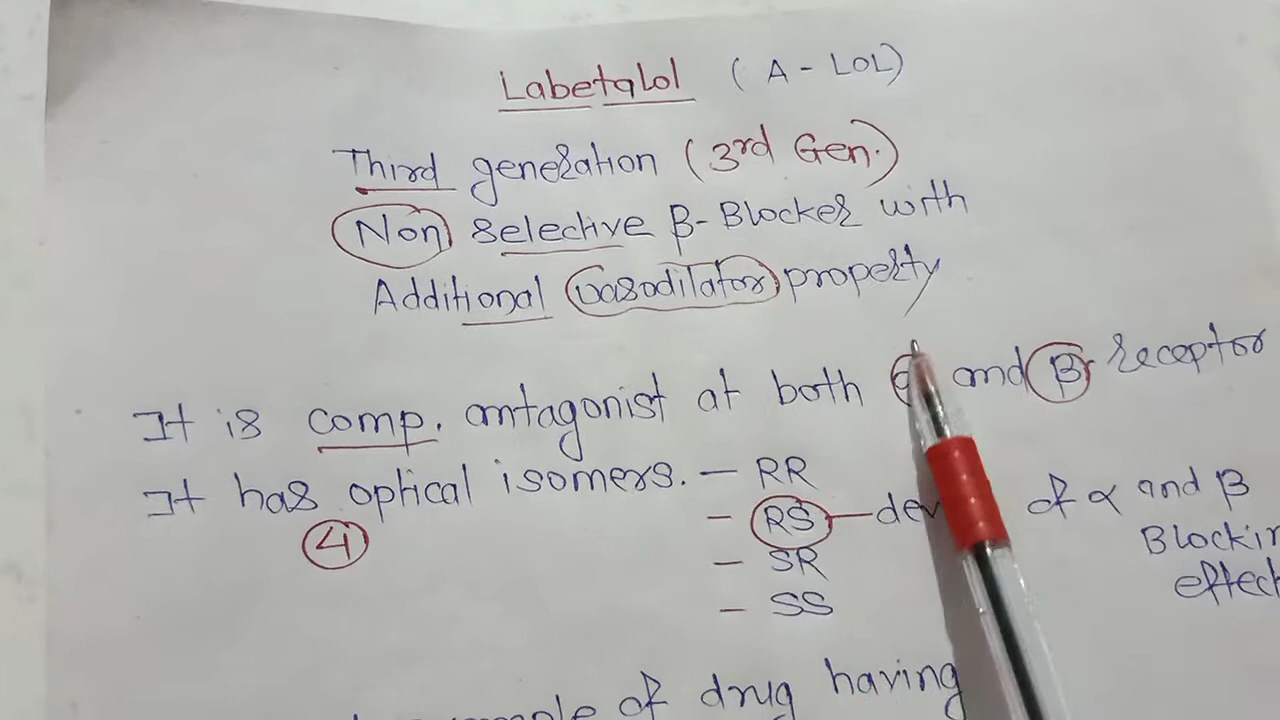 Labetalol (A-LOL)
Third generation (3rd Gen.)
Non selective β-Blocker with
Additional vasodilator property
It is comp. antagonist at both and β receptor
It has optical isomers. - RR
4
- RS - of α and β
Blockin
effect
- SR
- SS
of drug having